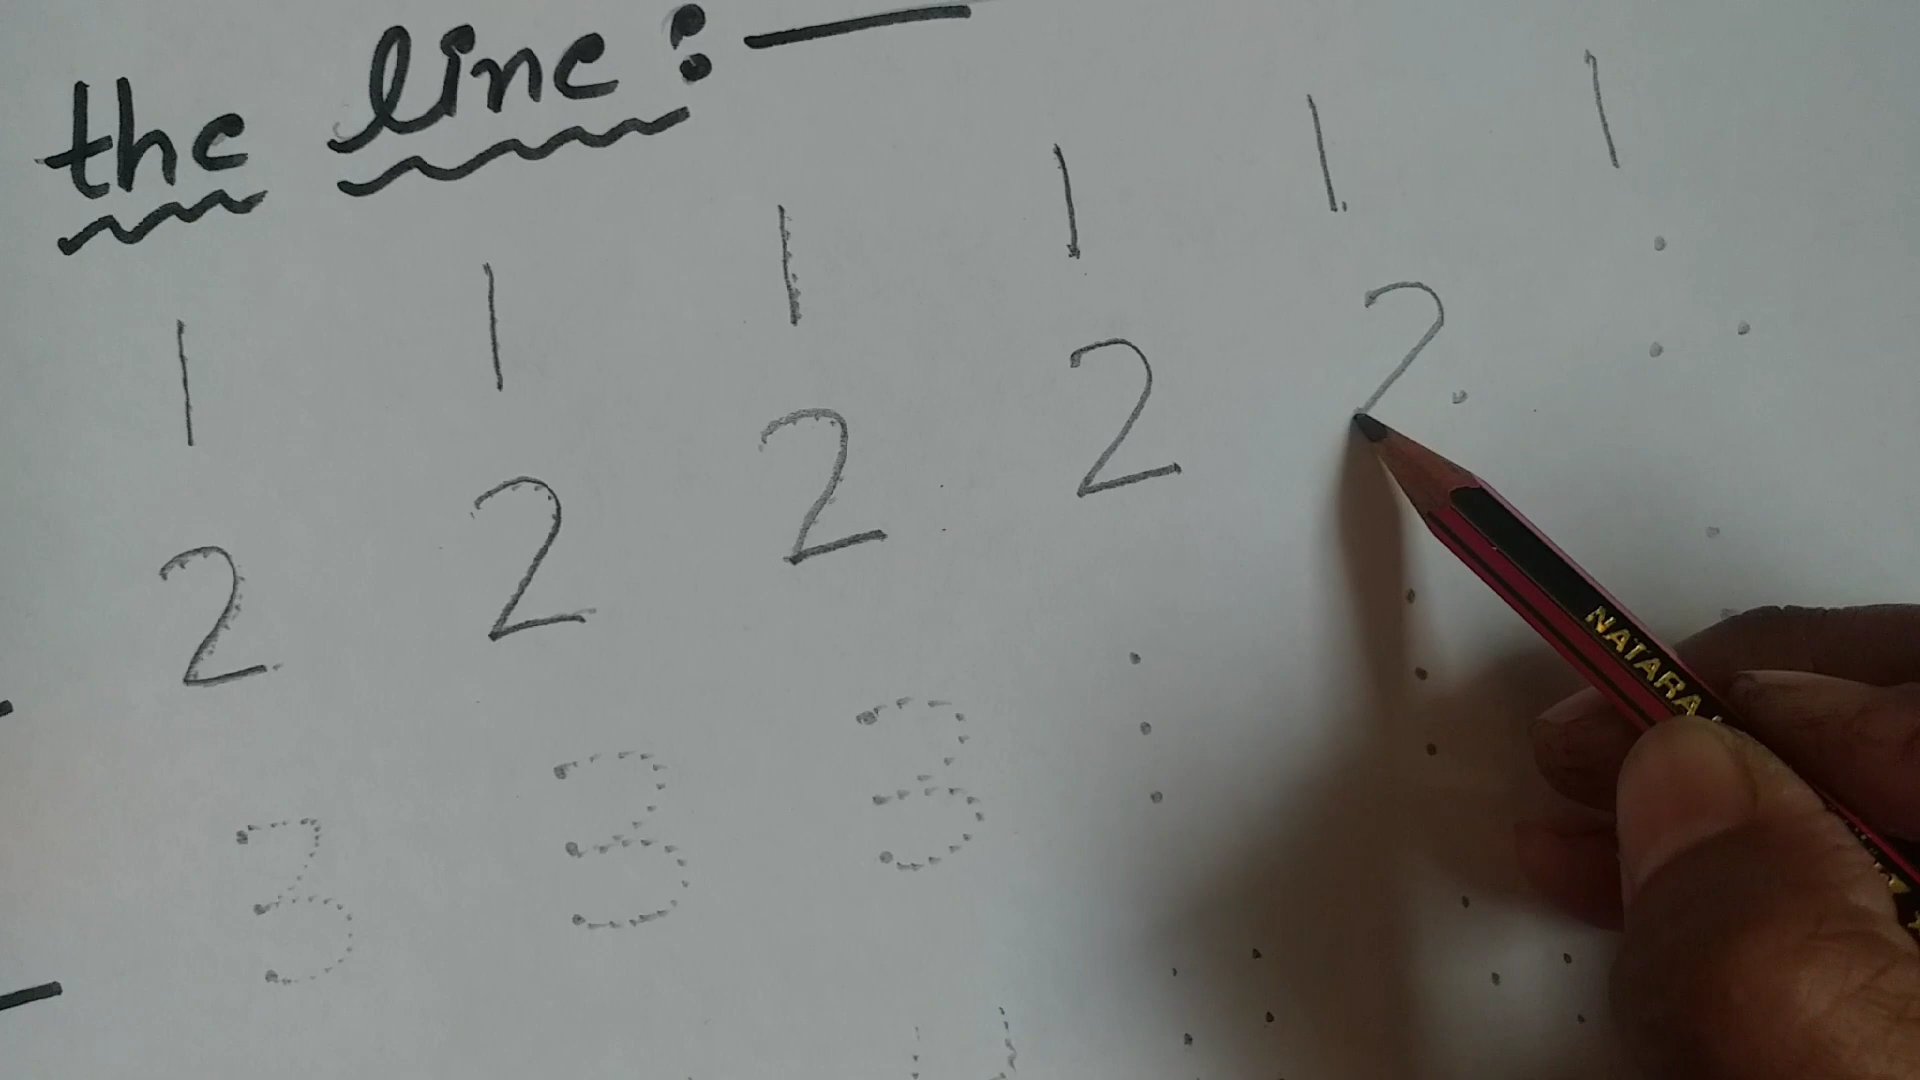 the line :-
1 1 1 1 1 1
2 2 2 2 2
3 3 3
NATARAJ